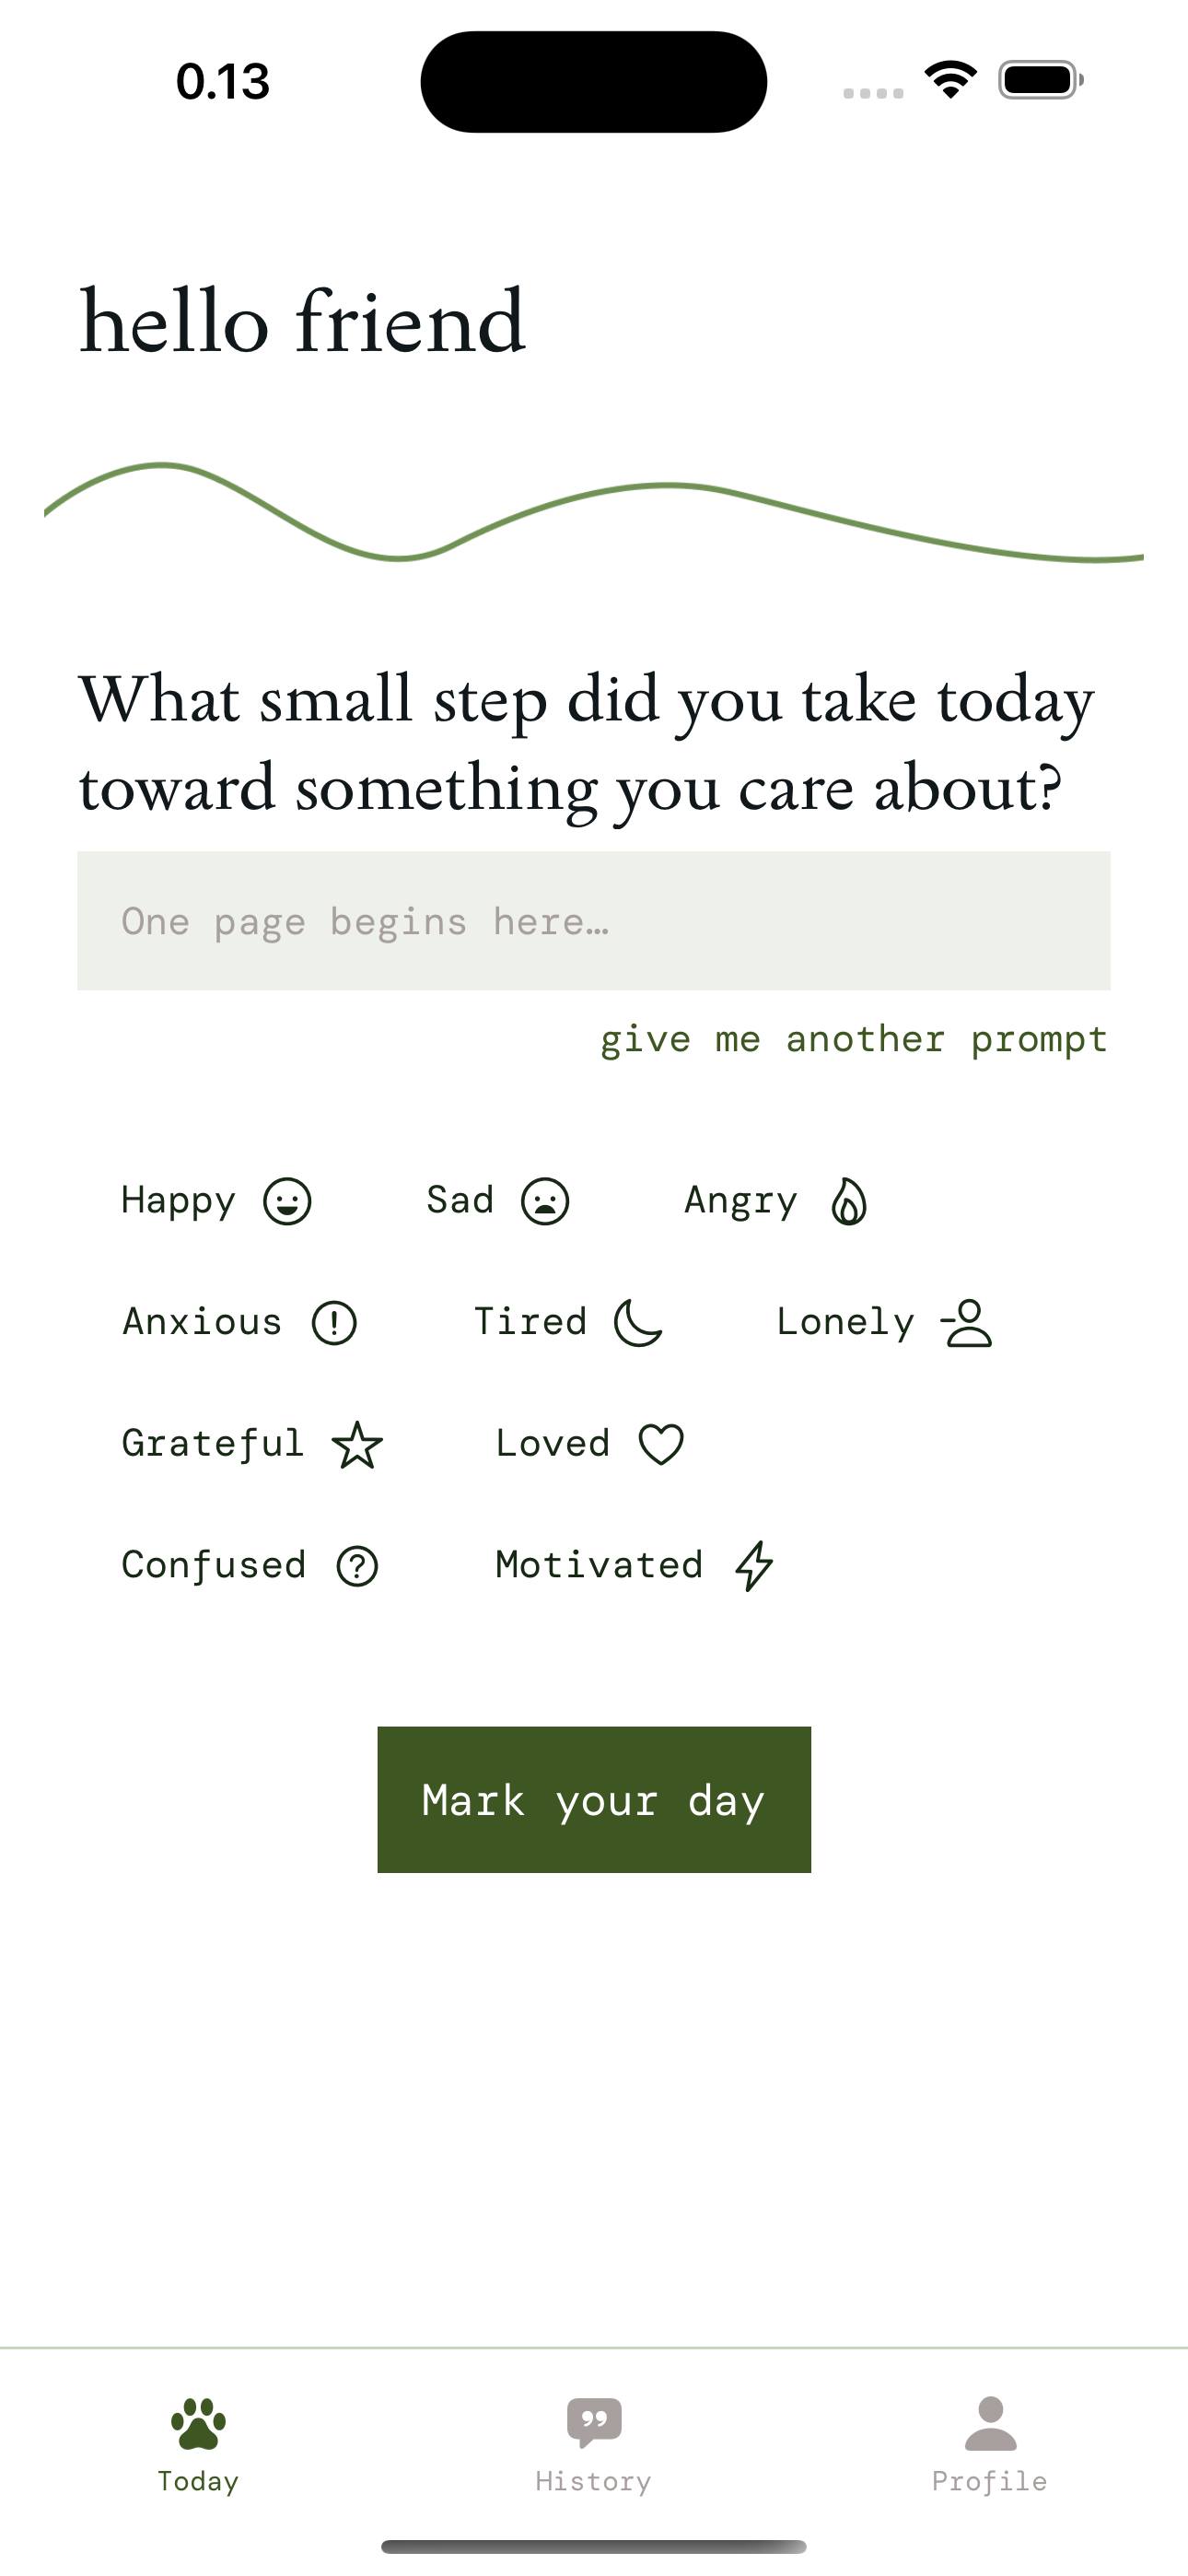 0.13
hello friend
What small step did you take today
toward something you care about?
One page begins here…
give me another prompt
Happy Sad Angry
Anxious Tired Lonely
Grateful Loved
Confused Motivated
Mark your day
Today History Profile